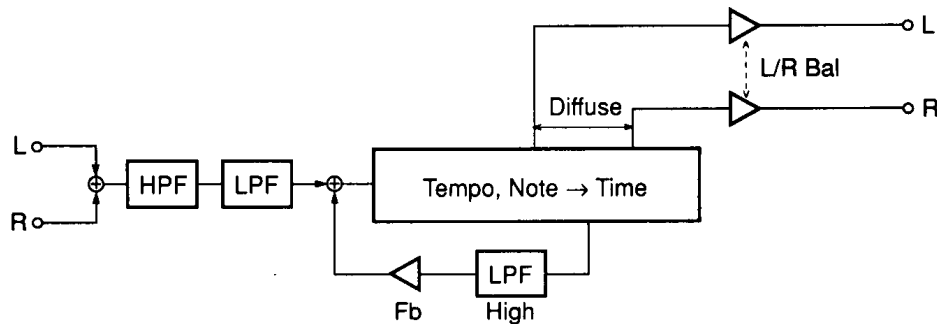 L
L/R Bal
Diffuse
R
L
HPF
LPF
Tempo, Note → Time
R
LPF
Fb
High